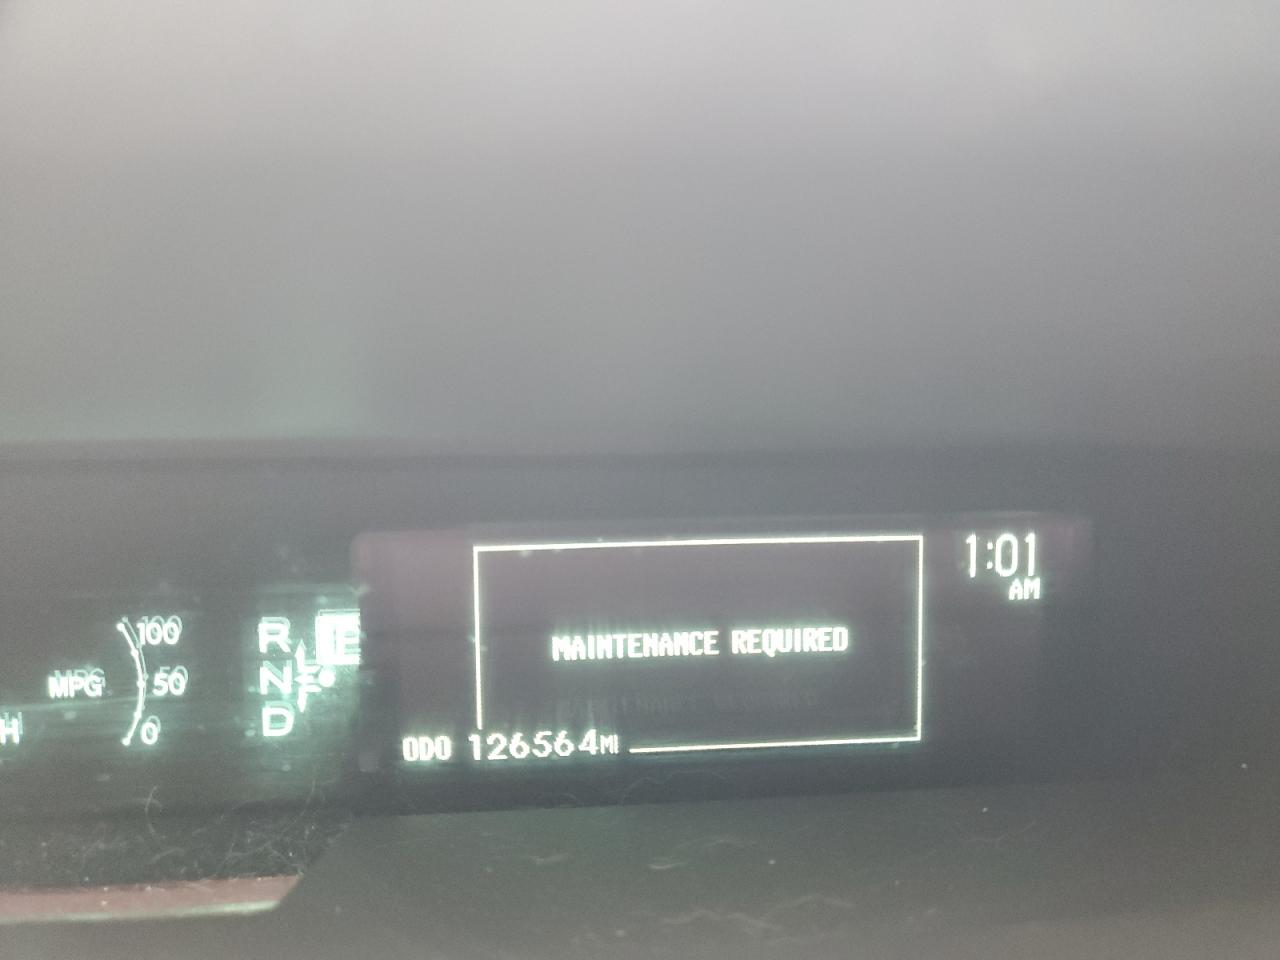 1:01
AM
MAINTENANCE REQUIRED
ODO 126564MI
100
MPG 50
0
H
R
N
D